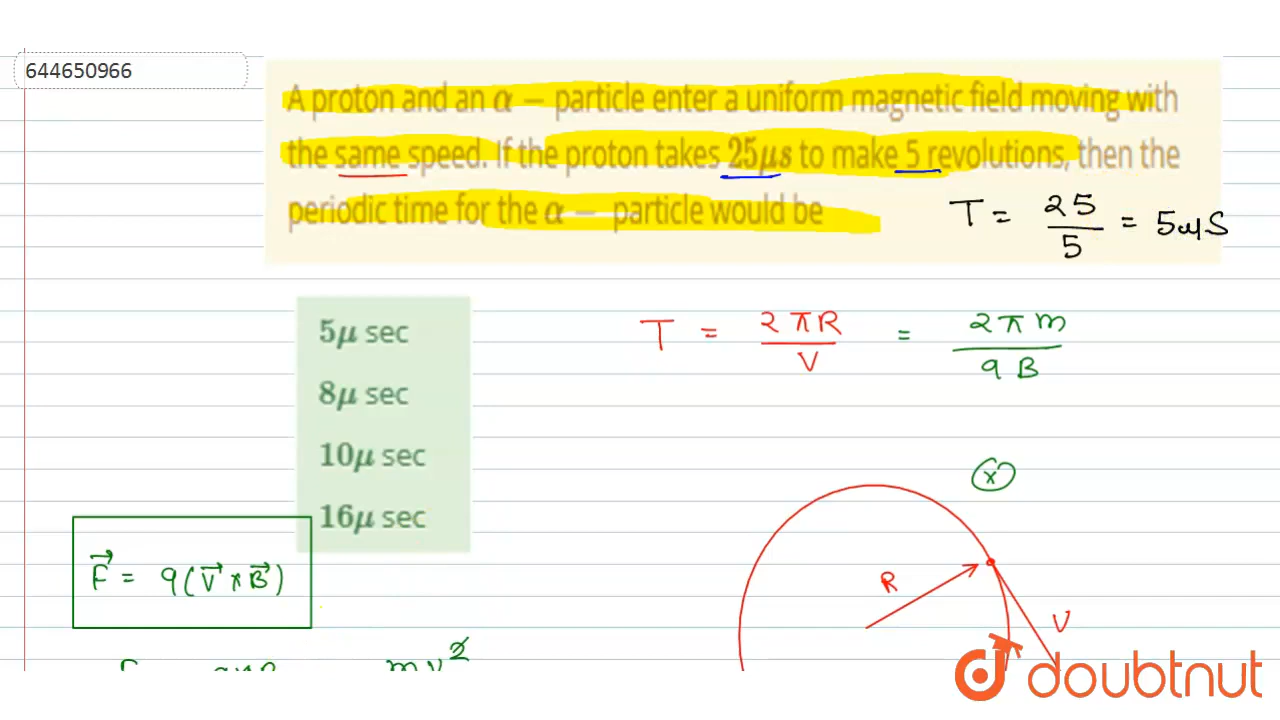 644650966
A proton and an α – particle enter a uniform magnetic field moving with
the same speed. If the proton takes 25μs to make 5 revolutions, then the
periodic time for the α – particle would be
T = 25/5 = 5μS
5μ sec
8μ sec
10μ sec
16μ sec
T = 2πR/V = 2πm/qB
x
F⃗ = q(V⃗ × B⃗)
R
V
mv²
doubtnut